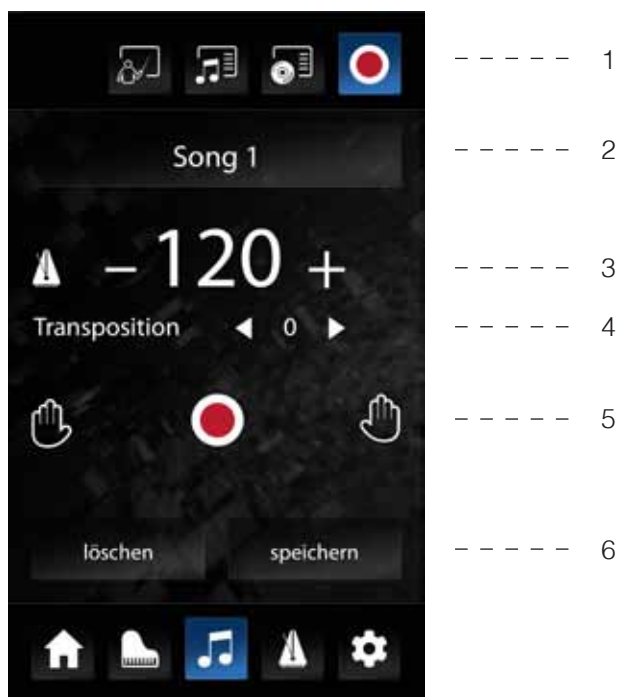 1
Song 1
2
– 120 +
3
Transposition 0
4
5
löschen speichern
6